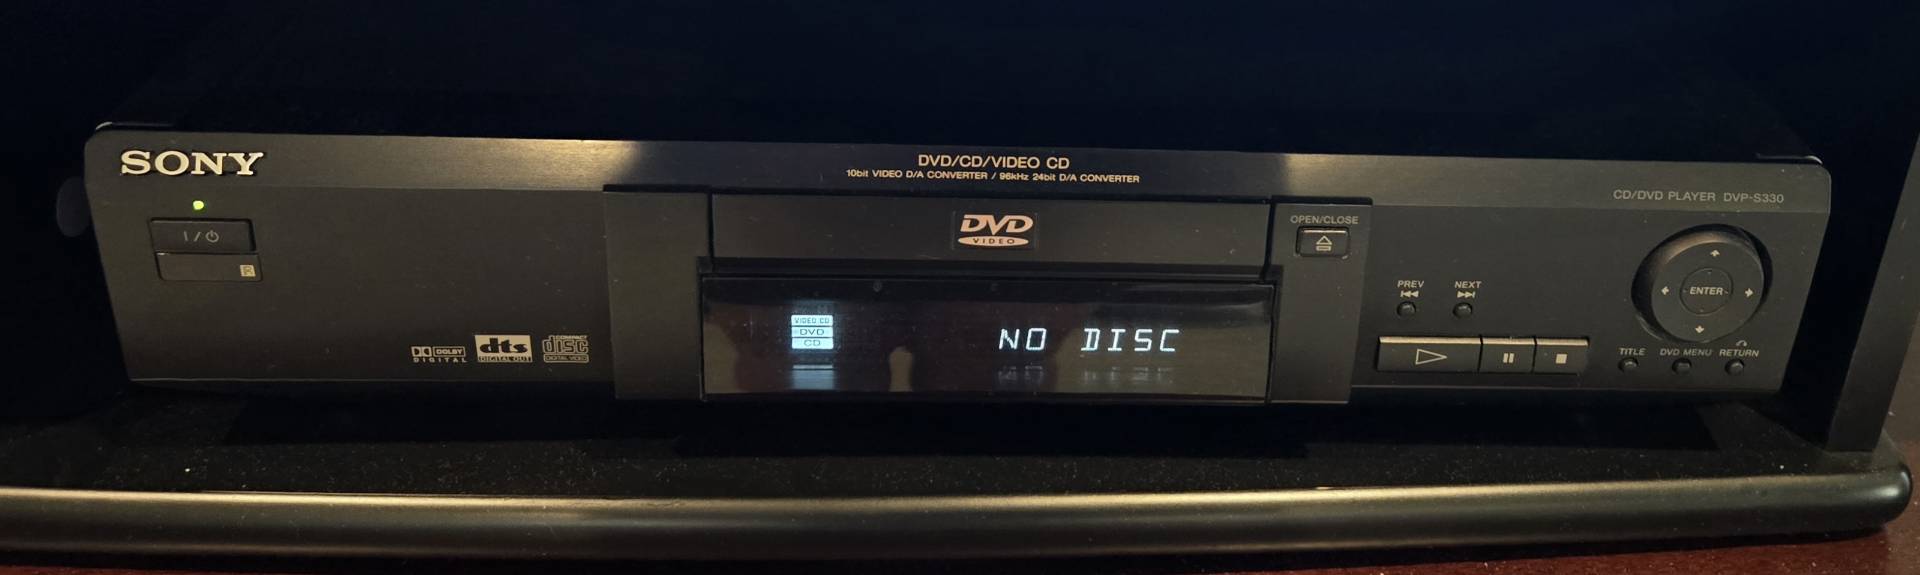 SONY
DVD/CD/VIDEO CD
10bit VIDEO D/A CONVERTER / 96kHz 24bit D/A CONVERTER
CD/DVD PLAYER DVP-S330
I /
DVD
VIDEO
OPEN/CLOSE
PREV NEXT
ENTER
VIDEO CD
DVD
CD
NO DISC
DOLBY
DIGITAL
dts
DIGITAL OUT
COMPACT
disc
DIGITAL VIDEO
TITLE DVD MENU RETURN